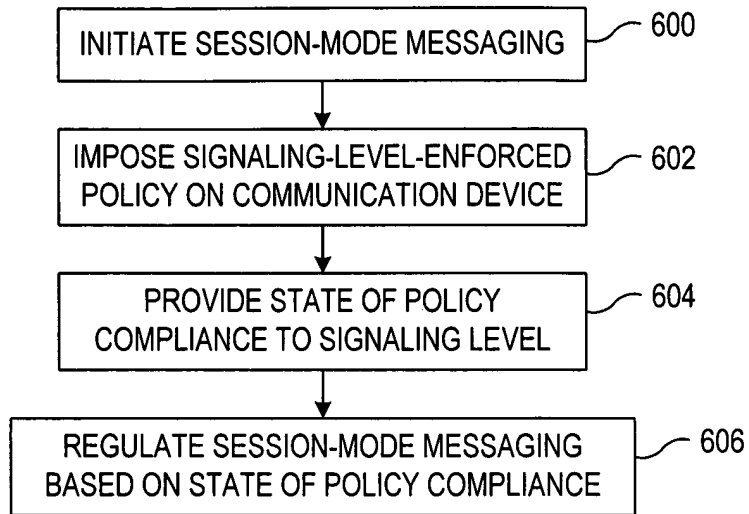 INITIATE SESSION-MODE MESSAGING
600
IMPOSE SIGNALING-LEVEL-ENFORCED
POLICY ON COMMUNICATION DEVICE
602
PROVIDE STATE OF POLICY
COMPLIANCE TO SIGNALING LEVEL
604
REGULATE SESSION-MODE MESSAGING
BASED ON STATE OF POLICY COMPLIANCE
606